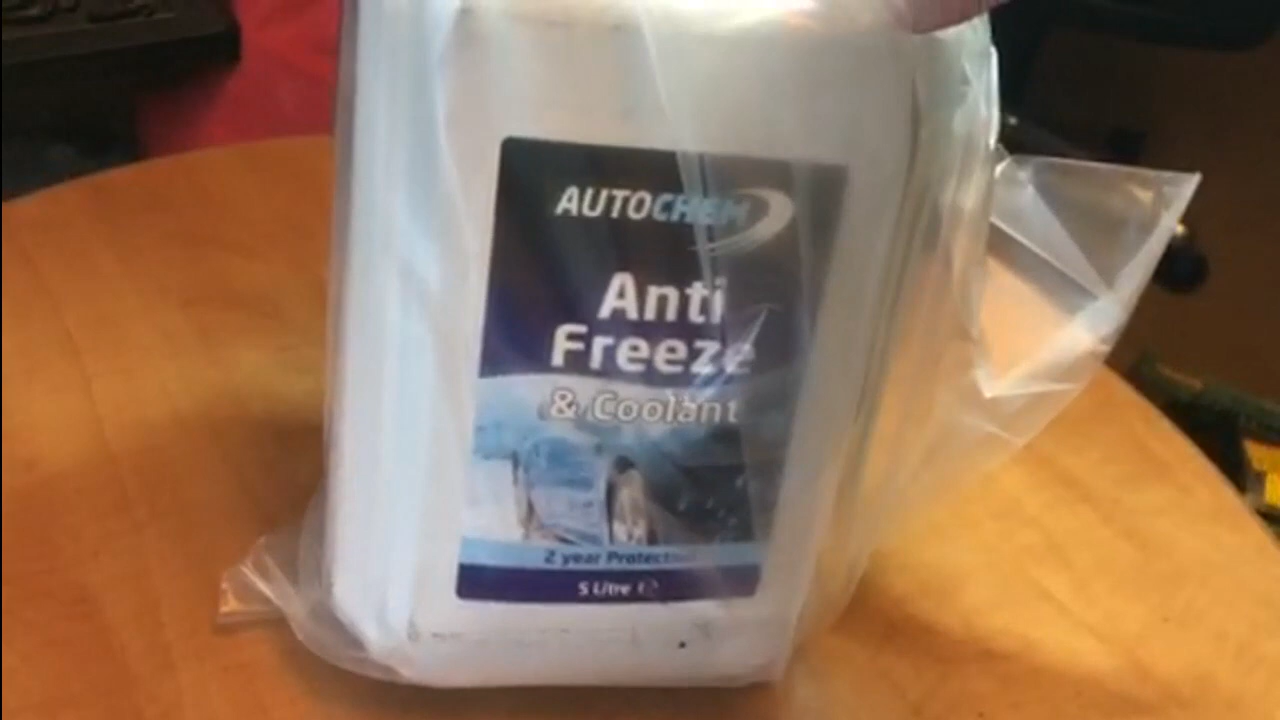 AUTOCHEM
Anti
Freeze
& Coolant
2 year Protection
5 Litre e